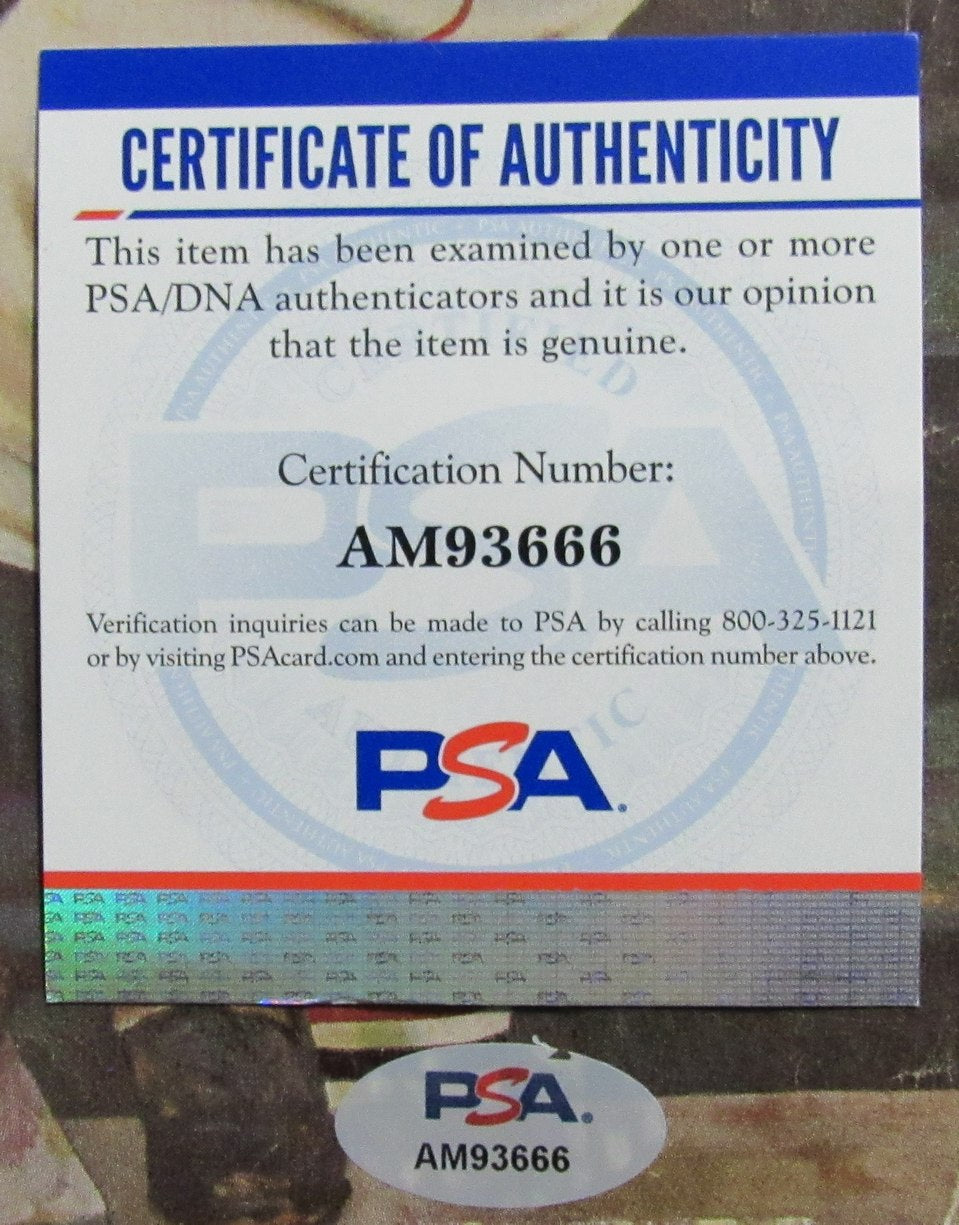 CERTIFICATE OF AUTHENTICITY
This item has been examined by one or more
PSA/DNA authenticators and it is our opinion
that the item is genuine.
Certification Number:
AM93666
Verification inquiries can be made to PSA by calling 800-325-1121
or by visiting PSAcard.com and entering the certification number above.
PSA.
PSA.
AM93666